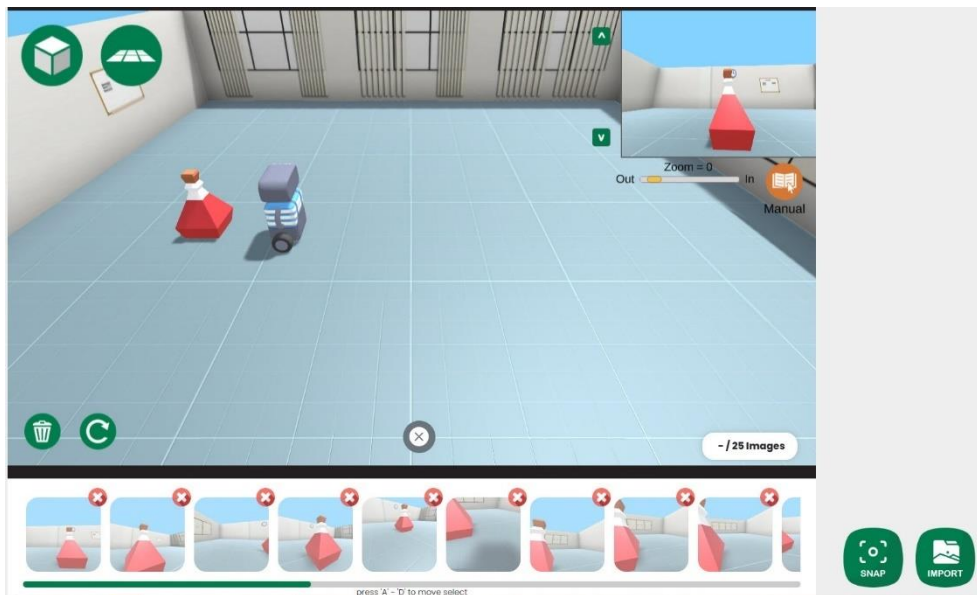 Zoom = 0
Out In
Manual
- / 25 Images
press 'A' - 'D' to move select
SNAP
IMPORT